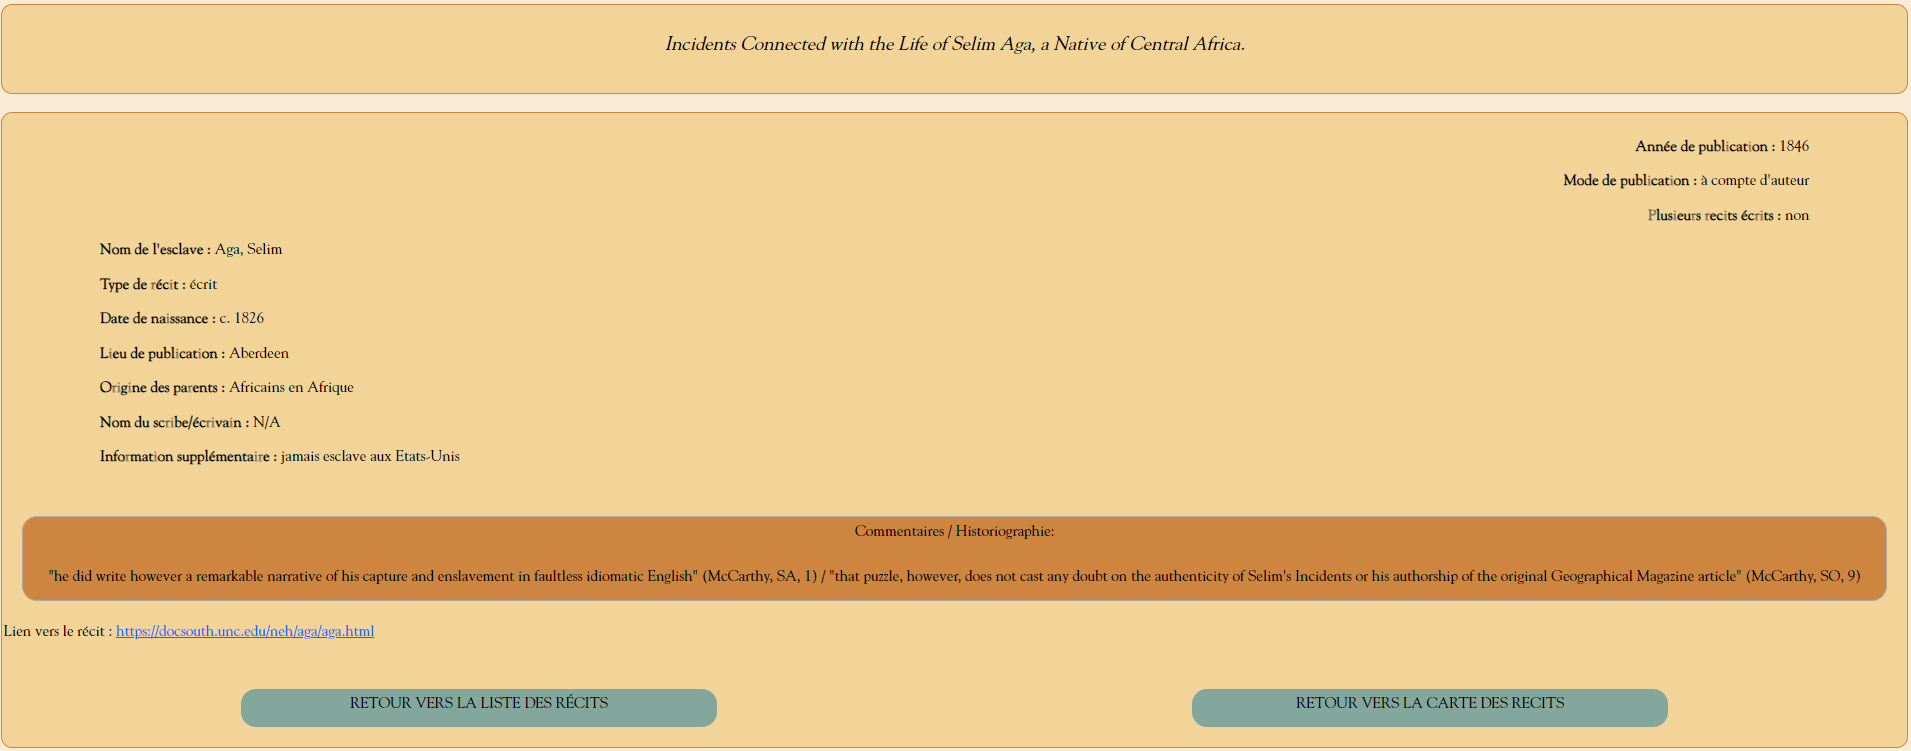 Incidents Connected with the Life of Selim Aga, a Native of Central Africa.
Année de publication : 1846
Mode de publication : à compte d'auteur
Plusieurs recits écrits : non
Nom de l'esclave : Aga, Selim
Type de récit : écrit
Date de naissance : c. 1826
Lieu de publication : Aberdeen
Origine des parents : Africains en Afrique
Nom du scribe/écrivain : N/A
Information supplémentaire : jamais esclave aux Etats-Unis
Commentaires / Historiographie:
"he did write however a remarkable narrative of his capture and enslavement in faultless idiomatic English" (McCarthy, SA, 1) / "that puzzle, however, does not cast any doubt on the authenticity of Selim's Incidents or his authorship of the original Geographical Magazine article" (McCarthy, SO, 9)
Lien vers le récit : https://docsouth.unc.edu/neh/aga/aga.html
RETOUR VERS LA LISTE DES RÉCITS
RETOUR VERS LA CARTE DES RECITS